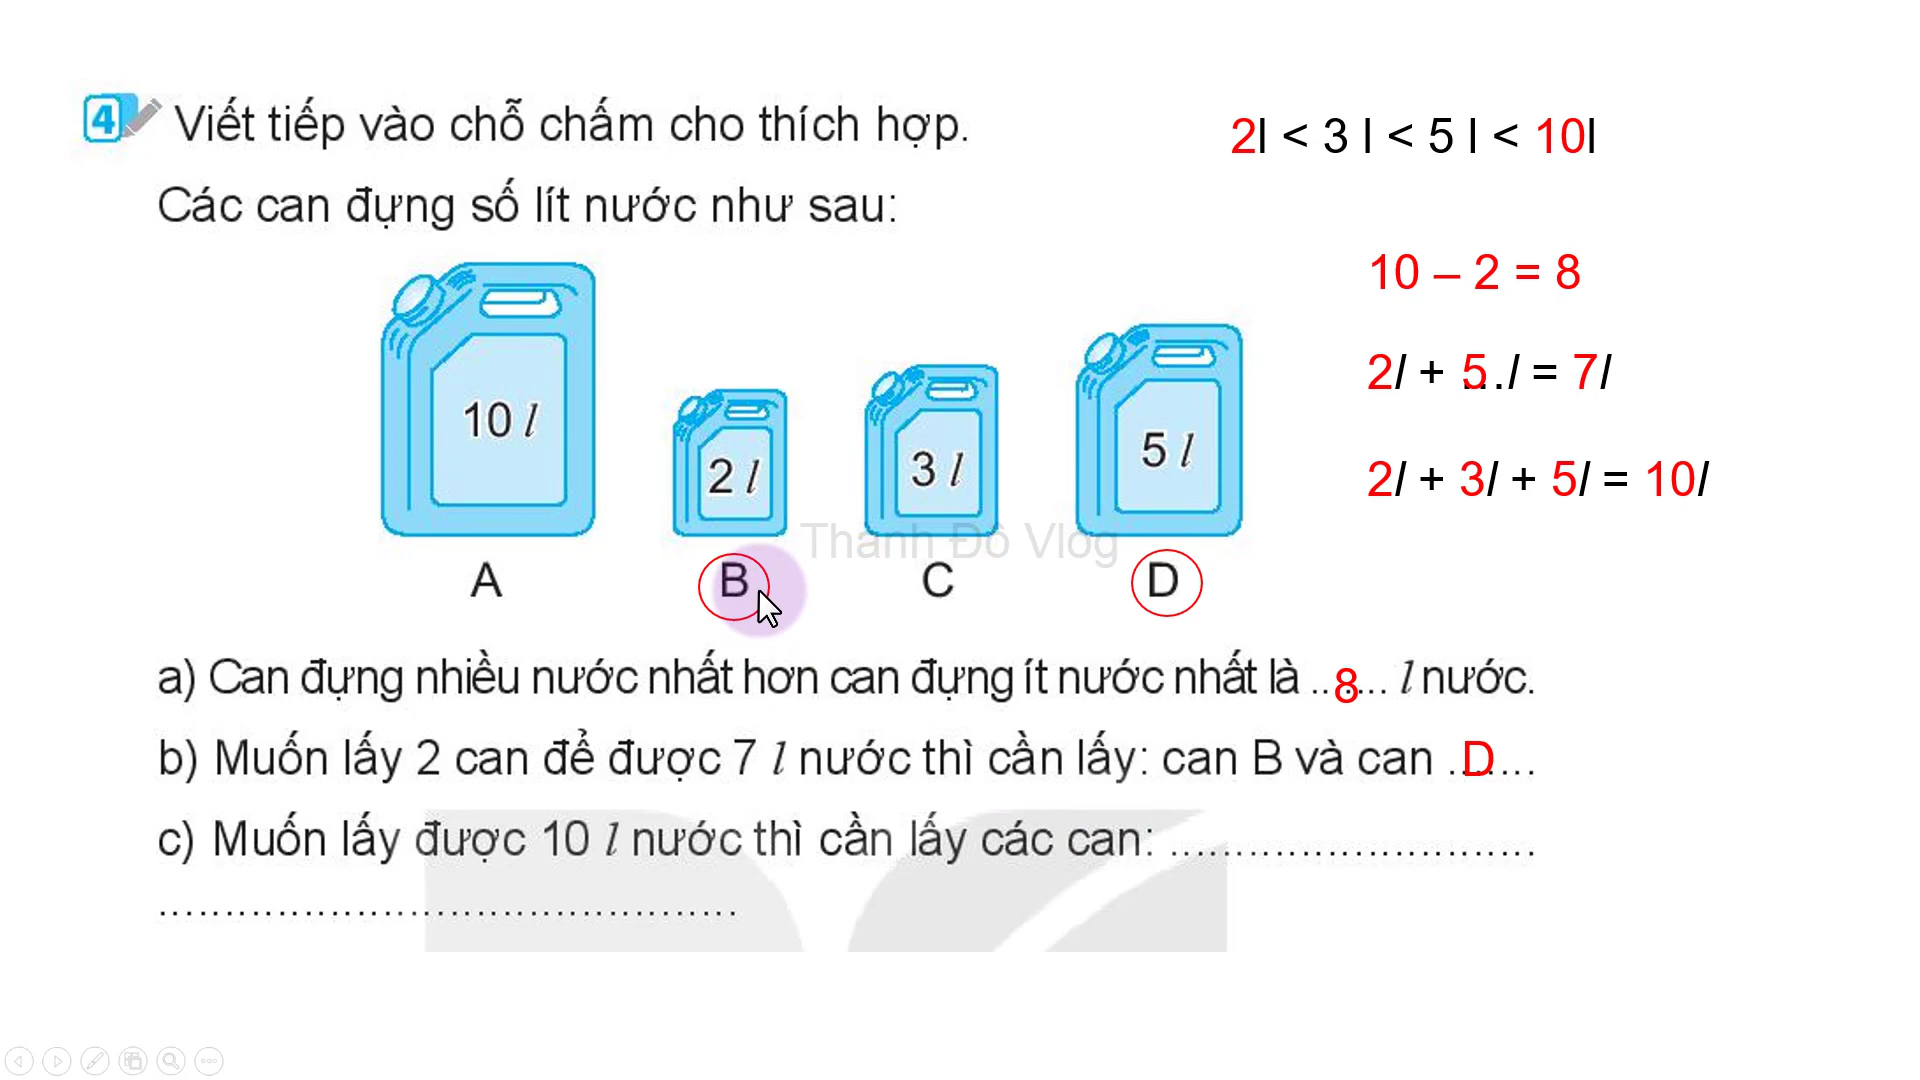 4 Viết tiếp vào chỗ chấm cho thích hợp.
2l < 3 l < 5 l < 10l
Các can đựng số lít nước như sau:
10 – 2 = 8
2l + 5...l = 7l
2l + 3l + 5l = 10l
10 l
2 l
3 l
5 l
Thanh Đô Vlog
A B C D
a) Can đựng nhiều nước nhất hơn can đựng ít nước nhất là ..8.... l nước.
b) Muốn lấy 2 can để được 7 l nước thì cần lấy: can B và can ..D....
c) Muốn lấy được 10 l nước thì cần lấy các can: ............................
............................................